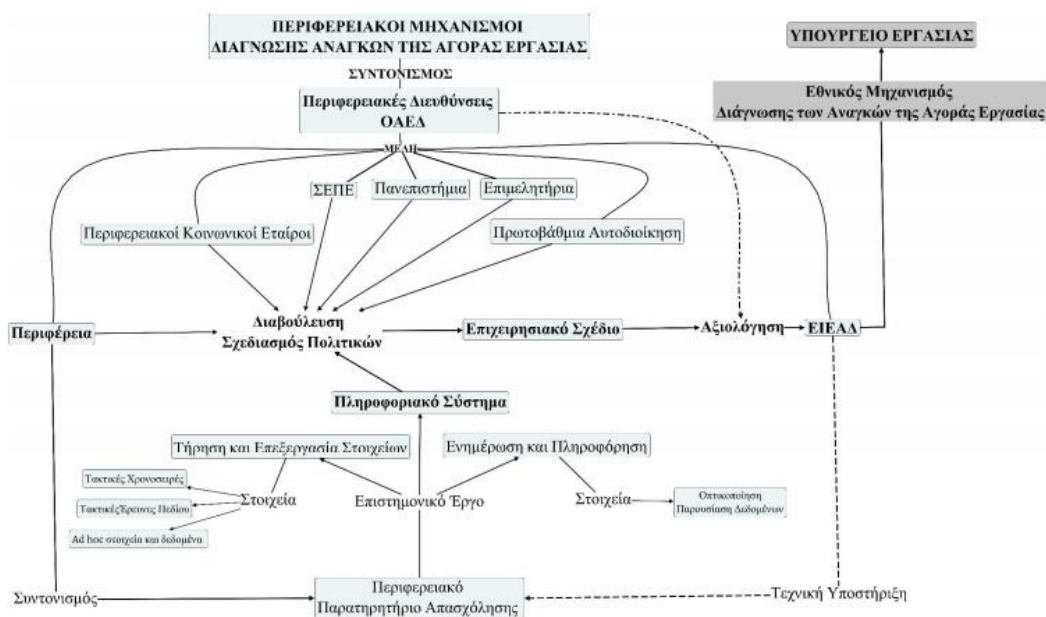 ΠΕΡΙΦΕΡΕΙΑΚΟΙ ΜΗΧΑΝΙΣΜΟΙ
ΔΙΑΓΝΩΣΗΣ ΑΝΑΓΚΩΝ ΤΗΣ ΑΓΟΡΑΣ ΕΡΓΑΣΙΑΣ
ΥΠΟΥΡΓΕΙΟ ΕΡΓΑΣΙΑΣ
ΣΥΝΤΟΝΙΣΜΟΣ
Περιφερειακές Διευθύνσεις
ΟΑΕΔ
Εθνικός Μηχανισμός
Διάγνωσης των Αναγκών της Αγοράς Εργασίας
ΜΕΛΗ
ΣΕΠΕ
Πανεπιστήμια
Επιμελητήρια
Περιφερειακοί Κοινωνικοί Εταίροι
Πρωτοβάθμια Αυτοδιοίκηση
Περιφέρεια
Διαβούλευση
Σχεδιασμός Πολιτικών
Επιχειρησιακό Σχέδιο
Αξιολόγηση
ΕΙΕΑΔ
Πληροφοριακό Σύστημα
Τήρηση και Επεξεργασία Στοιχείων
Ενημέρωση και Πληροφόρηση
Τακτικές Χρονοσειρές
Τακτικές Έρευνες Πεδίου
Ad hoc στοιχεία και δεδομένα
Στοιχεία
Επιστημονικό Έργο
Στοιχεία
Οπτικοποίηση
Παρουσίαση Δεδομένων
Συντονισμός
Περιφερειακό
Παρατηρητήριο Απασχόλησης
Τεχνική Υποστήριξη